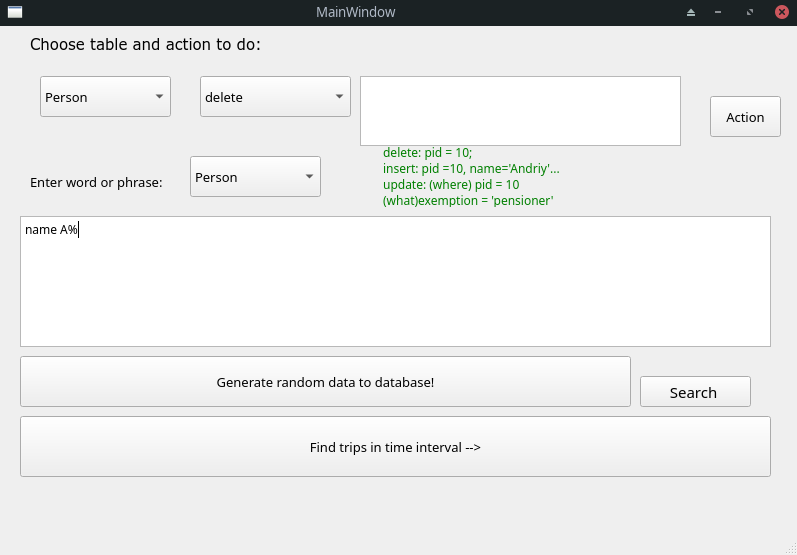 MainWindow
Choose table and action to do:
Person
delete
Action
delete: pid = 10;
insert: pid =10, name='Andriy'...
update: (where) pid = 10
(what)exemption = 'pensioner'
Enter word or phrase:
Person
name A%
Generate random data to database!
Search
Find trips in time interval -->